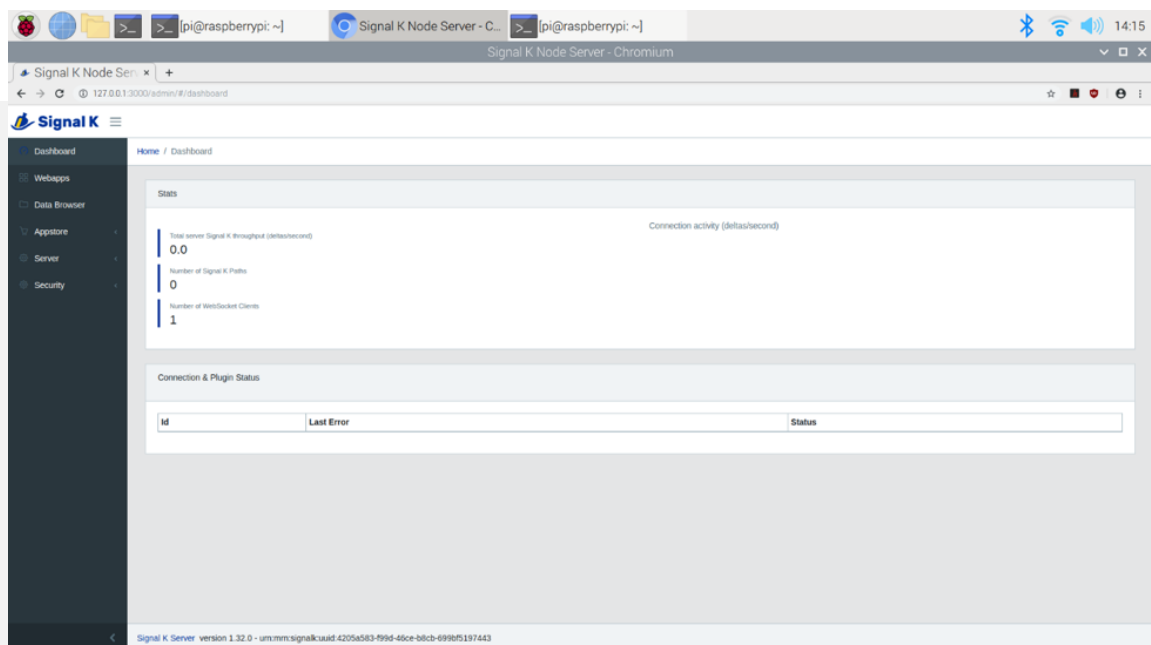 [pi@raspberrypi: ~]
Signal K Node Server - C...
[pi@raspberrypi: ~]
14:15
Signal K Node Server - Chromium
Signal K Node Serv
127.0.0.1:3000/admin/#/dashboard
Signal K
Dashboard
Webapps
Data Browser
Appstore
Server
Security
Home / Dashboard
Stats
Total server Signal K throughput (deltas/second)
0.0
Number of Signal K Paths
0
Number of WebSocket Clients
1
Connection activity (deltas/second)
Connection & Plugin Status
Id Last Error Status
Signal K Server version 1.32.0 - urn:mrn:signalk:uuid:4205a583-f99d-46ce-b8cb-699bf5197443